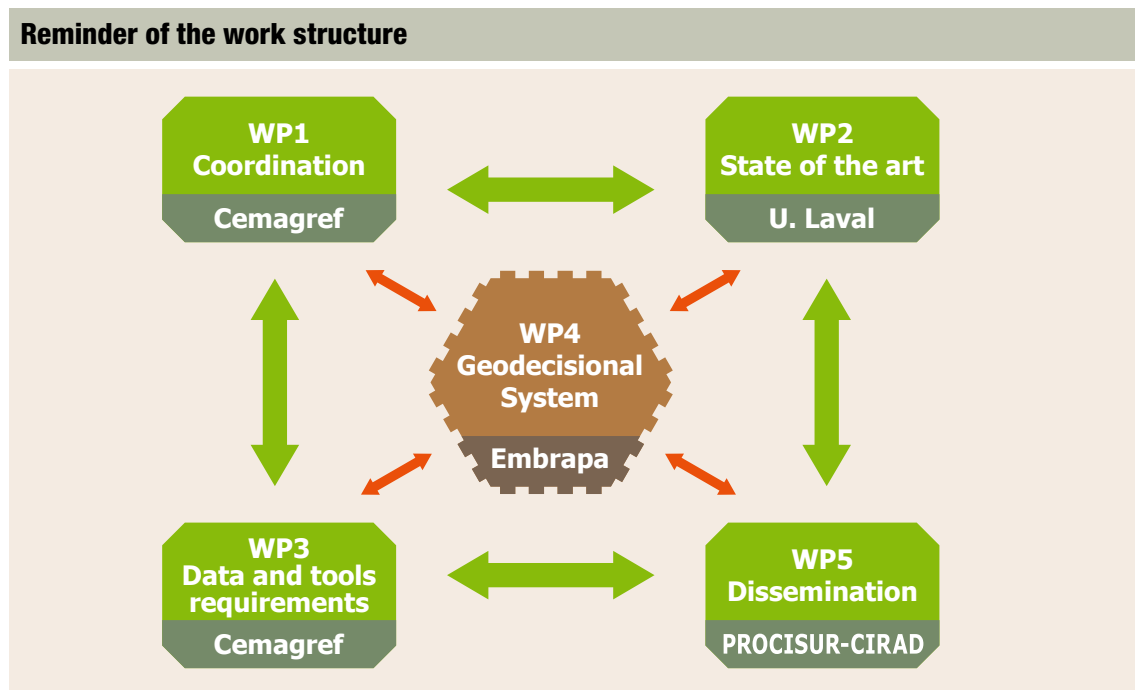 Reminder of the work structure
WP1
Coordination
Cemagref
WP2
State of the art
U. Laval
WP4
Geodecisional
System
Embrapa
WP3
Data and tools
requirements
Cemagref
WP5
Dissemination
PROCISUR-CIRAD